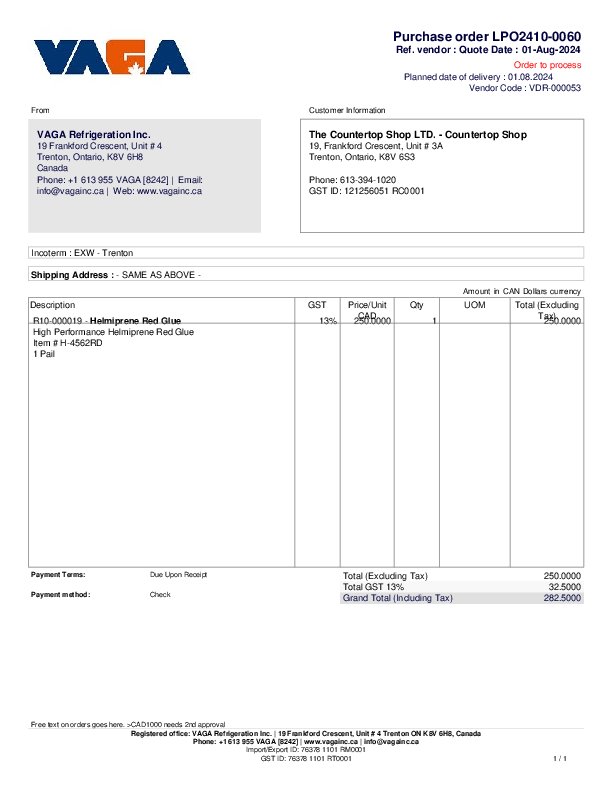 VAGA
Purchase order LPO2410-0060
Ref. vendor : Quote Date : 01-Aug-2024
Order to process
Planned date of delivery : 01.08.2024
Vendor Code : VDR-000053
From
Customer Information
VAGA Refrigeration Inc.
19 Frankford Crescent, Unit # 4
Trenton, Ontario, K8V 6H8
Canada
Phone: +1 613 955 VAGA [8242] | Email:
info@vagainc.ca | Web: www.vagainc.ca
The Countertop Shop LTD. - Countertop Shop
19, Frankford Crescent, Unit # 3A
Trenton, Ontario, K8V 6S3
Phone: 613-394-1020
GST ID: 121256051 RC0001
Incoterm : EXW - Trenton
Shipping Address : - SAME AS ABOVE -
Amount in CAN Dollars currency
Description GST Price/Unit CAD Qty UOM Total (Excluding Tax)
R10-000019 - Helmiprene Red Glue 13% 250.0000 1 250.0000
High Performance Helmiprene Red Glue
Item # H-4562RD
1 Pail
Payment Terms: Due Upon Receipt
Payment method: Check
Total (Excluding Tax) 250.0000
Total GST 13% 32.5000
Grand Total (Including Tax) 282.5000
Free text on orders goes here. >CAD1000 needs 2nd approval
Registered office: VAGA Refrigeration Inc. | 19 Frankford Crescent, Unit # 4 Trenton ON K8V 6H8, Canada
Phone: +1 613 955 VAGA [8242] | www.vagainc.ca | info@vagainc.ca
Import/Export ID: 76378 1101 RM0001
GST ID: 76378 1101 RT0001
1 / 1